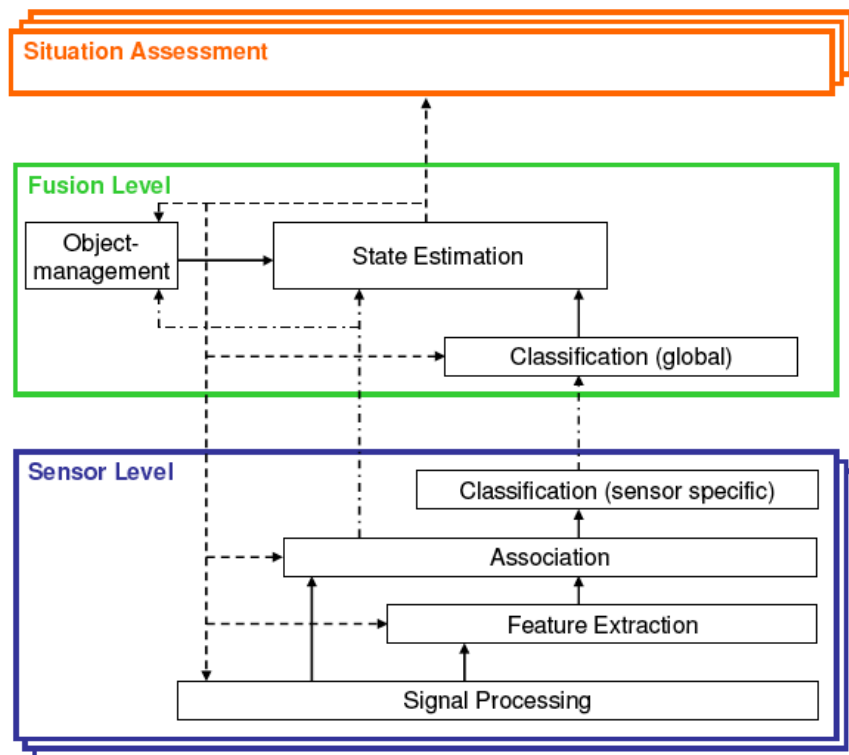 Situation Assessment
Fusion Level
Object-
management
State Estimation
Classification (global)
Sensor Level
Classification (sensor specific)
Association
Feature Extraction
Signal Processing